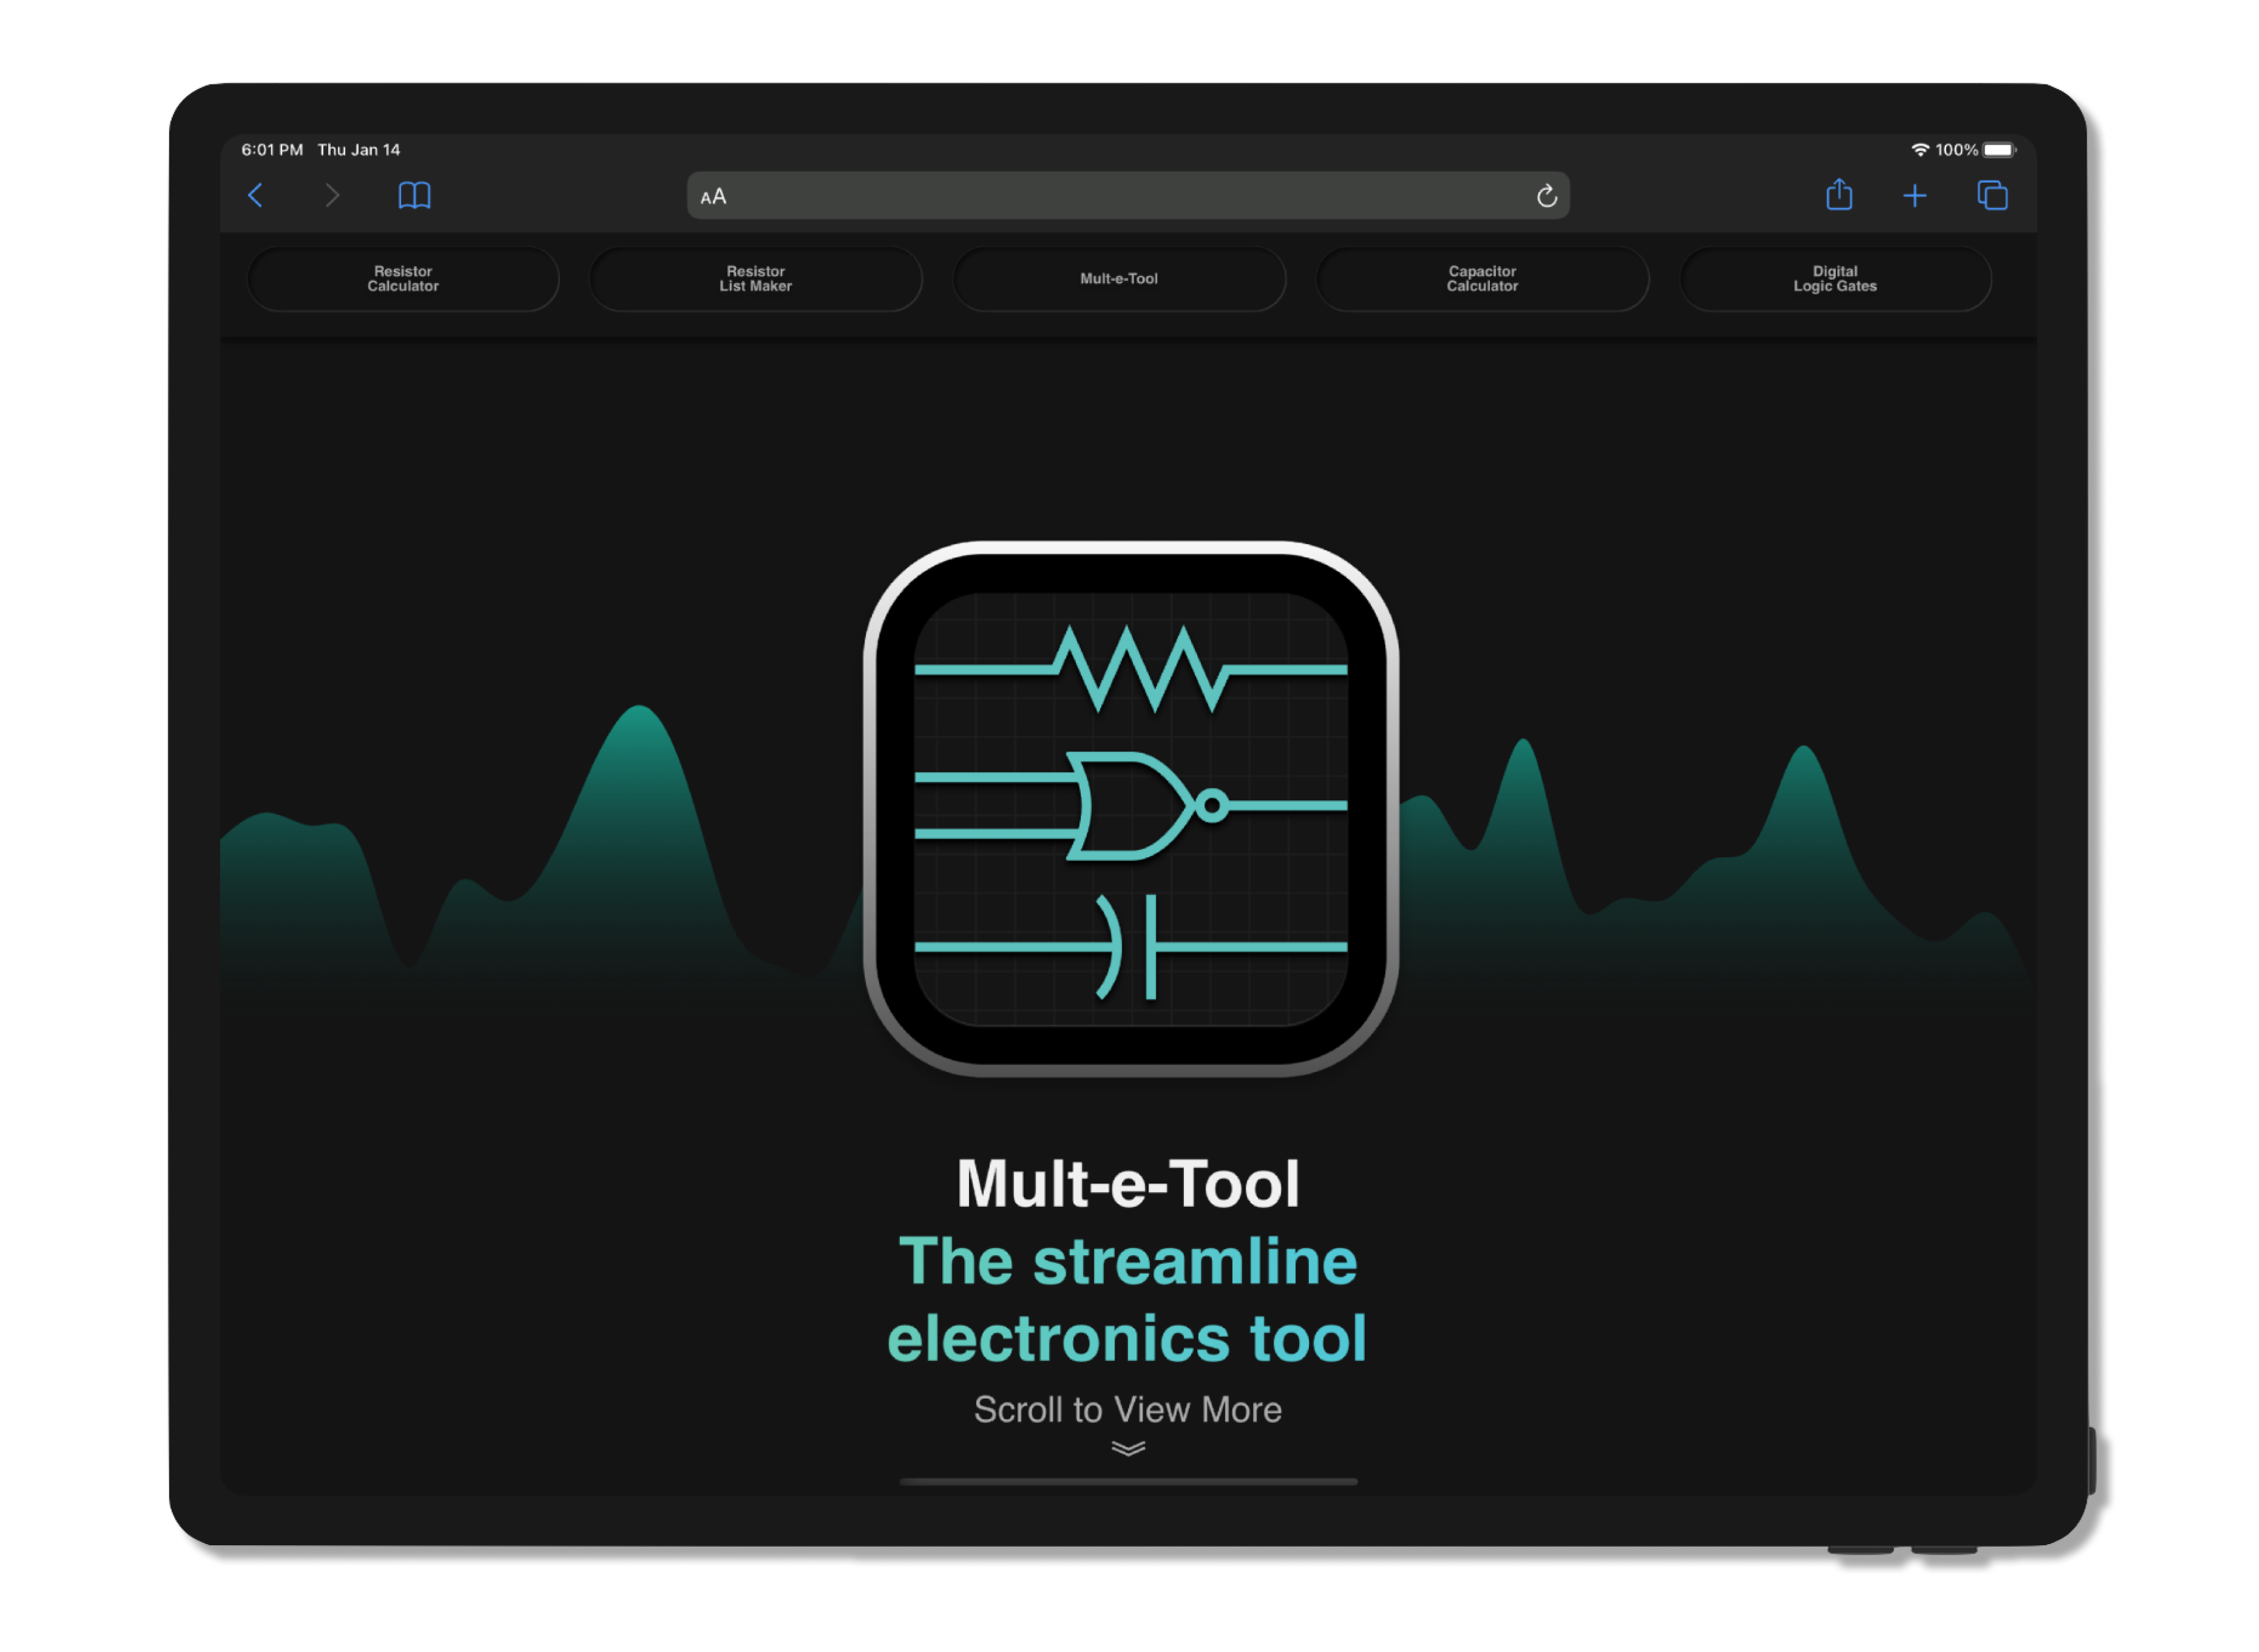 6:01 PM Thu Jan 14
100%
AA
Resistor
Calculator
Resistor
List Maker
Mult-e-Tool
Capacitor
Calculator
Digital
Logic Gates
Mult-e-Tool
The streamline
electronics tool
Scroll to View More